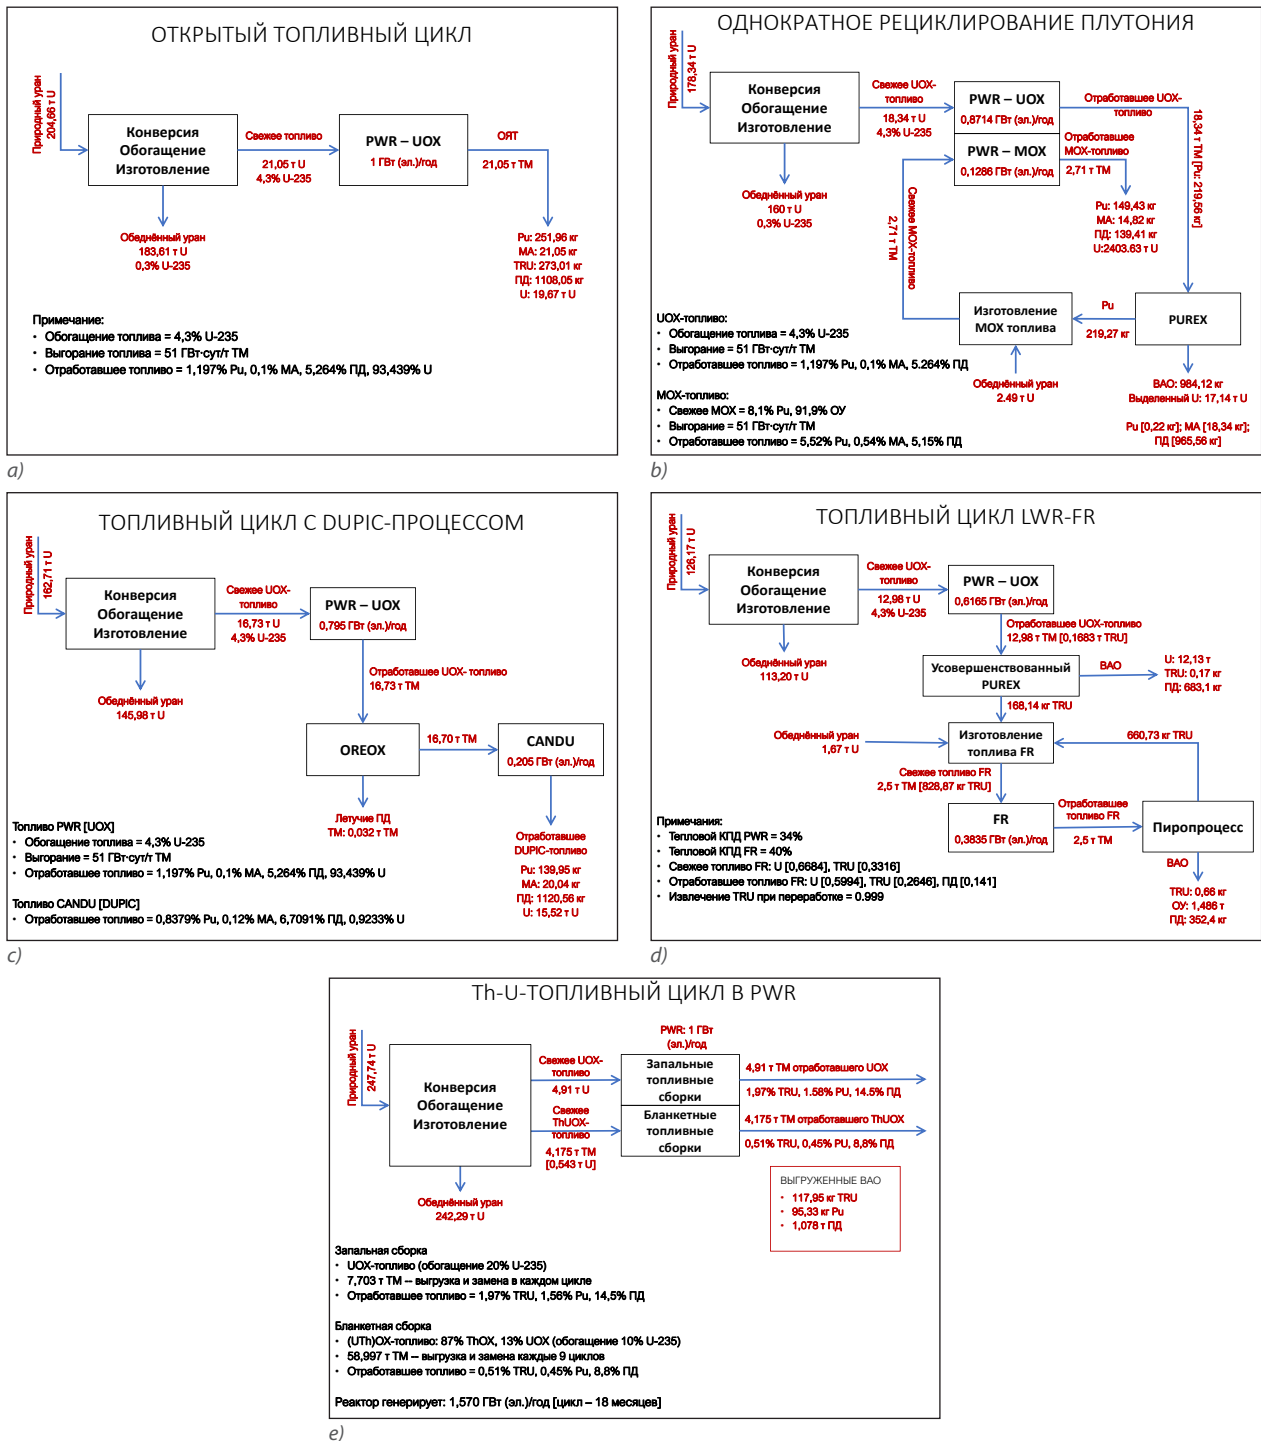 ОТКРЫТЫЙ ТОПЛИВНЫЙ ЦИКЛ
Природный уран
204,66 т U
Конверсия
Обогащение
Изготовление
Свежее топливо
21,05 т U
4,3% U-235
PWR – UOX
1 ГВт (эл.)/год
ОЯТ
21,05 т ТМ
Обеднённый уран
183,61 т U
0,3% U-235
Pu: 251,96 кг
МА: 21,05 кг
TRU: 273,01 кг
ПД: 1108,05 кг
U: 19,67 т U
Примечание:
• Обогащение топлива = 4,3% U-235
• Выгорание топлива = 51 ГВт·сут/т ТМ
• Отработавшее топливо = 1,197% Pu, 0,1% МА, 5,264% ПД, 93,439% U
a)
ОДНОКРАТНОЕ РЕЦИКЛИРОВАНИЕ ПЛУТОНИЯ
Природный уран
178,34 т U
Конверсия
Обогащение
Изготовление
Свежее UOX-
топливо
18,34 т U
4,3% U-235
PWR – UOX
0,8714 ГВт (эл.)/год
PWR – MOX
0,1286 ГВт (эл.)/год
Отработавшее UOX-
топливо
18,34 т ТМ [Pu: 219,56 кг]
Отработавшее
МОХ-топливо
2,71 т ТМ
Обеднённый уран
160 т U
0,3% U-235
Свежее МОХ-топливо
2,71 т ТМ
Pu: 149,43 кг
МА: 14,82 кг
ПД: 139,41 кг
U:2403.63 т U
Изготовление
МОХ топлива
Pu
219,27 кг
PUREX
Обеднённый уран
2.49 т U
ВАО: 984,12 кг
Выделенный U: 17,14 т U
Pu [0,22 кг]; МА [18,34 кг];
ПД [965,56 кг]
UOX-топливо:
• Обогащение топлива = 4,3% U-235
• Выгорание = 51 ГВт·сут/т ТМ
• Отработавшее топливо = 1,197% Pu, 0,1% МА, 5.264% ПД
МОХ-топливо:
• Свежее МОХ = 8,1% Pu, 91,9% ОУ
• Выгорание = 51 ГВт·сут/т ТМ
• Отработавшее топливо = 5,52% Pu, 0,54% МА, 5,15% ПД
b)
ТОПЛИВНЫЙ ЦИКЛ С DUPIC-ПРОЦЕССОМ
Природный уран
162,71 т U
Конверсия
Обогащение
Изготовление
Свежее UOX-
топливо
16,73 т U
4,3% U-235
PWR – UOX
0,795 ГВт (эл.)/год
Обеднённый уран
145,98 т U
Отработавшее UOX- топливо
16,73 т ТМ
OREOX
16,70 т ТМ
CANDU
0,205 ГВт (эл.)/год
Летучие ПД
ТМ: 0,032 т ТМ
Отработавшее
DUPIC-топливо
Pu: 139,95 кг
МА: 20,04 кг
ПД: 1120,56 кг
U: 15,52 т U
Топливо PWR [UOX]
• Обогащение топлива = 4,3% U-235
• Выгорание = 51 ГВт·сут/т ТМ
• Отработавшее топливо = 1,197% Pu, 0,1% МА, 5,264% ПД, 93,439% U
Топливо CANDU [DUPIC]
• Отработавшее топливо = 0,8379% Pu, 0,12% МА, 6,7091% ПД, 0,9233% U
c)
ТОПЛИВНЫЙ ЦИКЛ LWR-FR
Природный уран
126,17 т U
Конверсия
Обогащение
Изготовление
Свежее UOX-
топливо
12,98 т U
4,3% U-235
PWR – UOX
0,6165 ГВт (эл.)/год
Обеднённый уран
113,20 т U
Отработавшее UOX-топливо
12,98 т ТМ [0,1683 т TRU]
Усовершенствованный
PUREX
ВАО
U: 12,13 т
TRU: 0,17 кг
ПД: 683,1 кг
168,14 кг TRU
Обеднённый уран
1,67 т U
Изготовление
топлива FR
660,73 кг TRU
Свежее топливо FR
2,5 т ТМ [828,87 кг TRU]
FR
0,3835 ГВт (эл.)/год
Отработавшее
топливо FR
2,5 т ТМ
Пиропроцесс
ВАО
TRU: 0,66 кг
ОУ: 1,486 т
ПД: 352,4 кг
Примечания:
• Тепловой КПД PWR = 34%
• Тепловой КПД FR = 40%
• Свежее топливо FR: U [0,6684], TRU [0,3316]
• Отработавшее топливо FR: U [0,5994], TRU [0,2646], ПД [0,141]
• Извлечение TRU при переработке = 0.999
d)
Th-U-ТОПЛИВНЫЙ ЦИКЛ В PWR
Природный уран
247,74 т U
Конверсия
Обогащение
Изготовление
Свежее UOX-
топливо
4,91 т U
Свежее
ThUOX-
топливо
4,175 т ТМ
[0,543 т U]
PWR: 1 ГВт
(эл.)/год
Запальные
топливные
сборки
Бланкетные
топливные
сборки
4,91 т ТМ отработавшего UOX
1,97% TRU, 1.58% PU, 14.5% ПД
4,175 т ТМ отработавшего ThUOX
0,51% TRU, 0,45% PU, 8,8% ПД
Обеднённый уран
242,29 т U
ВЫГРУЖЕННЫЕ ВАО
• 117,95 кг TRU
• 95,33 кг Pu
• 1,078 т ПД
Запальная сборка
• UOX-топливо (обогащение 20% U-235)
• 7,703 т ТМ -- выгрузка и замена в каждом цикле
• Отработавшее топливо = 1,97% TRU, 1,56% Pu, 14,5% ПД
Бланкетная сборка
• (UTh)OX-топливо: 87% ThOX, 13% UOX (обогащение 10% U-235)
• 58,997 т ТМ -- выгрузка и замена каждые 9 циклов
• Отработавшее топливо = 0,51% TRU, 0,45% Pu, 8,8% ПД
Реактор генерирует: 1,570 ГВт (эл.)/год [цикл – 18 месяцев]
e)